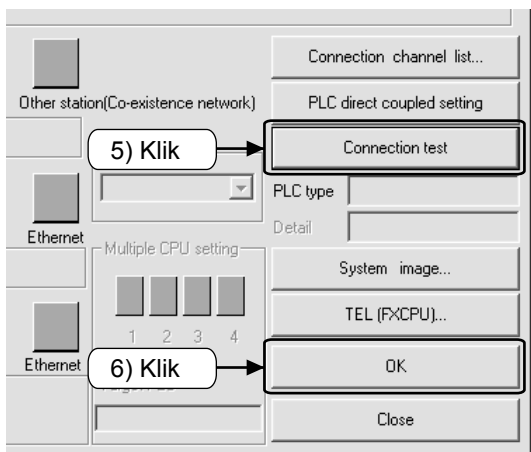 Connection channel list...
Other station(Co-existence network)
PLC direct coupled setting
5) Klik
Connection test
PLC type
Ethernet
Detail
Multiple CPU setting
System image...
1 2 3 4
TEL (FXCPU)...
Ethernet
6) Klik
OK
Close